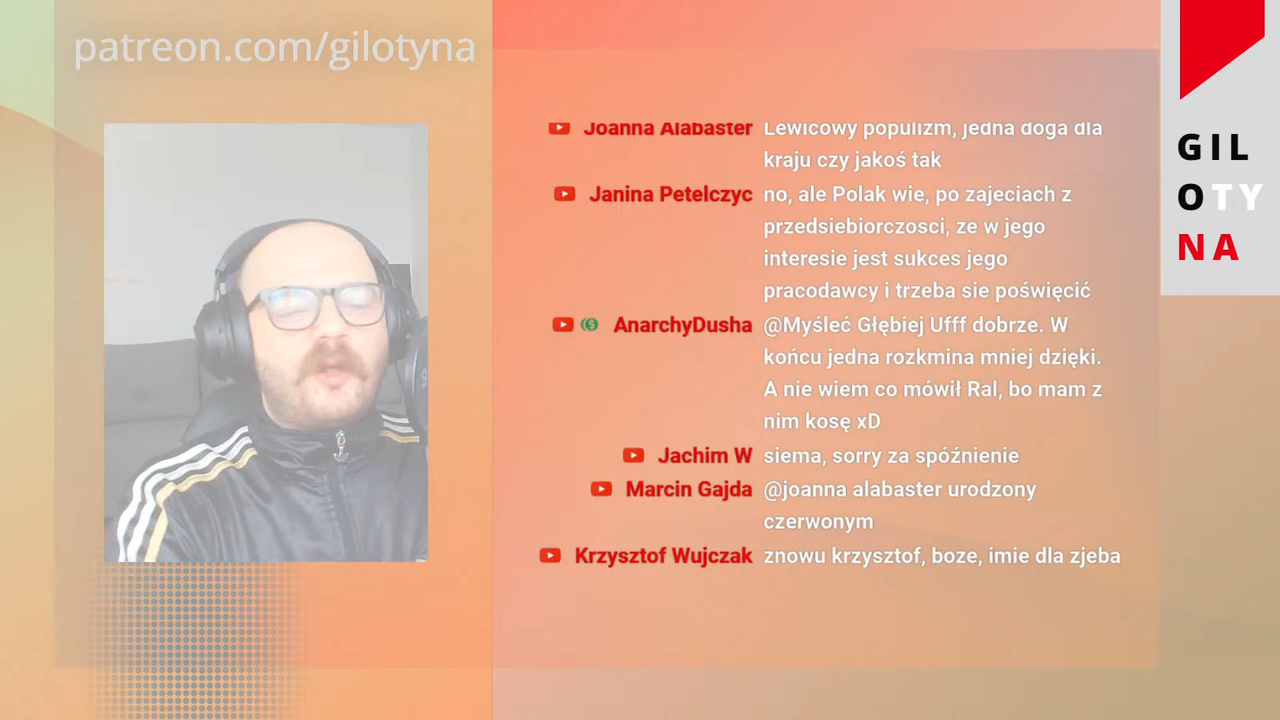 patreon.com/gilotyna
Joanna Alabaster Lewicowy populizm, jedna doga dla
kraju czy jakoś tak
Janina Petelczyc no, ale Polak wie, po zajeciach z
przedsiebiorczosci, ze w jego
interesie jest sukces jego
pracodawcy i trzeba sie poświęcić
AnarchyDusha @Myśleć Głębiej Ufff dobrze. W
końcu jedna rozkmina mniej dzięki.
A nie wiem co mówił Ral, bo mam z
nim kosę xD
Jachim W siema, sorry za spóźnienie
Marcin Gajda @joanna alabaster urodzony
czerwonym
Krzysztof Wujczak znowu krzysztof, boze, imie dla zjeba
GIL
OTY
NA